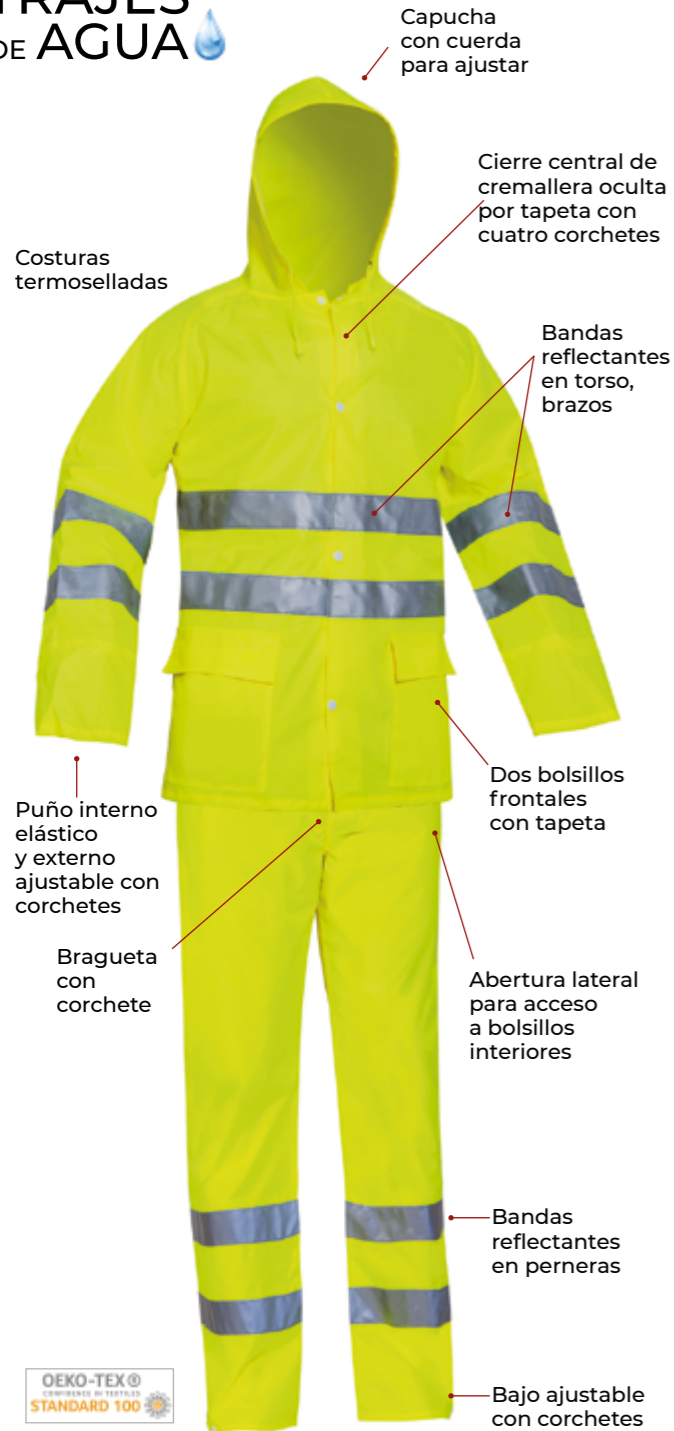 TRAJES
DE AGUA
Capucha
con cuerda
para ajustar
Cierre central de
cremallera oculta
por tapeta con
cuatro corchetes
Costuras
termoselladas
Bandas
reflectantes
en torso,
brazos
Dos bolsillos
frontales
con tapeta
Puño interno
elástico
y externo
ajustable con
corchetes
Bragueta
con
corchete
Abertura lateral
para acceso
a bolsillos
interiores
Bandas
reflectantes
en perneras
Bajo ajustable
con corchetes
OEKO-TEX®
CONFIDENCE IN TEXTILES
STANDARD 100